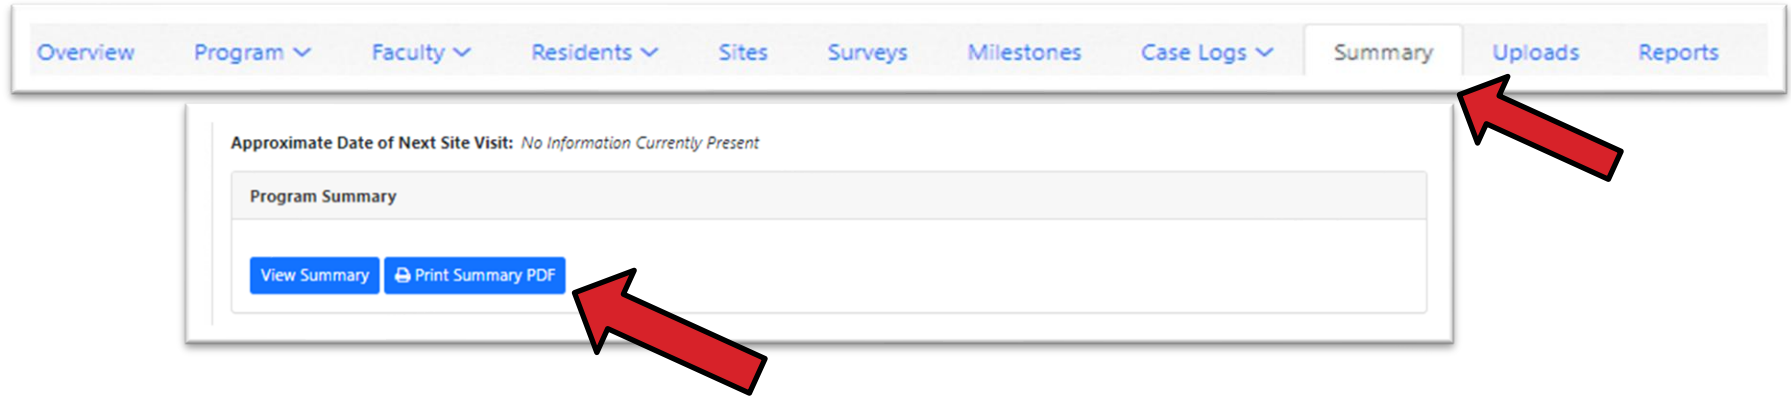 Overview Program Faculty Residents Sites Surveys Milestones Case Logs Summary Uploads Reports
Approximate Date of Next Site Visit: No Information Currently Present
Program Summary
View Summary Print Summary PDF